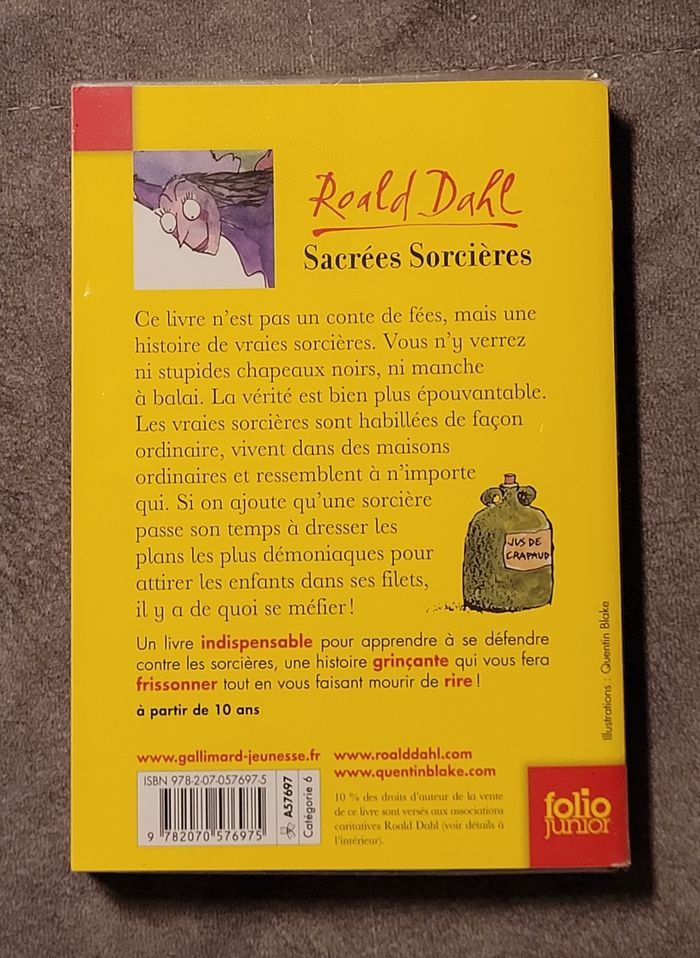 Roald Dahl
Sacrées Sorcières
Ce livre n'est pas un conte de fées, mais une
histoire de vraies sorcières. Vous n'y verrez
ni stupides chapeaux noirs, ni manche
à balai. La vérité est bien plus épouvantable.
Les vraies sorcières sont habillées de façon
ordinaire, vivent dans des maisons
ordinaires et ressemblent à n'importe
qui. Si on ajoute qu'une sorcière
passe son temps à dresser les
plans les plus démoniaques pour
attirer les enfants dans ses filets,
il y a de quoi se méfier !
JUS DE
CRAPAUD
Un livre indispensable pour apprendre à se défendre
contre les sorcières, une histoire grinçante qui vous fera
frissonner tout en vous faisant mourir de rire !
à partir de 10 ans
Illustrations : Quentin Blake
www.gallimard-jeunesse.fr
www.roalddahl.com
www.quentinblake.com
ISBN 978-2-07-057697-5
9 782070 576975
A57697
Catégorie 6
10 % des droits d'auteur de la vente
de ce livre sont versés aux associations
caritatives Roald Dahl (voir détails à
l'intérieur).
folio
junior